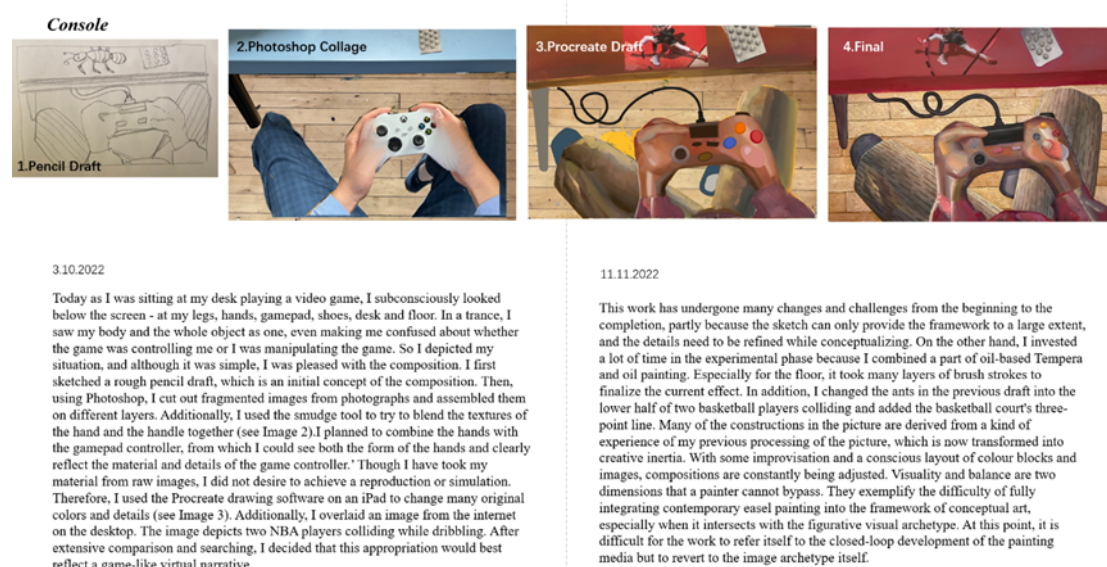 Console
1.Pencil Draft
2.Photoshop Collage
3.Procreate Draft
4.Final
3.10.2022
Today as I was sitting at my desk playing a video game, I subconsciously looked
below the screen - at my legs, hands, gamepad, shoes, desk and floor. In a trance, I
saw my body and the whole object as one, even making me confused about whether
the game was controlling me or I was manipulating the game. So I depicted my
situation, and although it was simple, I was pleased with the composition. I first
sketched a rough pencil draft, which is an initial concept of the composition. Then,
using Photoshop, I cut out fragmented images from photographs and assembled them
on different layers. Additionally, I used the smudge tool to try to blend the textures of
the hand and the handle together (see Image 2).I planned to combine the hands with
the gamepad controller, from which I could see both the form of the hands and clearly
reflect the material and details of the game controller.' Though I have took my
material from raw images, I did not desire to achieve a reproduction or simulation.
Therefore, I used the Procreate drawing software on an iPad to change many original
colors and details (see Image 3). Additionally, I overlaid an image from the internet
on the desktop. The image depicts two NBA players colliding while dribbling. After
extensive comparison and searching, I decided that this appropriation would best
reflect a game-like virtual narrative
11.11.2022
This work has undergone many changes and challenges from the beginning to the
completion, partly because the sketch can only provide the framework to a large extent,
and the details need to be refined while conceptualizing. On the other hand, I invested
a lot of time in the experimental phase because I combined a part of oil-based Tempera
and oil painting. Especially for the floor, it took many layers of brush strokes to
finalize the current effect. In addition, I changed the ants in the previous draft into the
lower half of two basketball players colliding and added the basketball court's three-
point line. Many of the constructions in the picture are derived from a kind of
experience of my previous processing of the picture, which is now transformed into
creative inertia. With some improvisation and a conscious layout of colour blocks and
images, compositions are constantly being adjusted. Visuality and balance are two
dimensions that a painter cannot bypass. They exemplify the difficulty of fully
integrating contemporary easel painting into the framework of conceptual art,
especially when it intersects with the figurative visual archetype. At this point, it is
difficult for the work to refer itself to the closed-loop development of the painting
media but to revert to the image archetype itself.